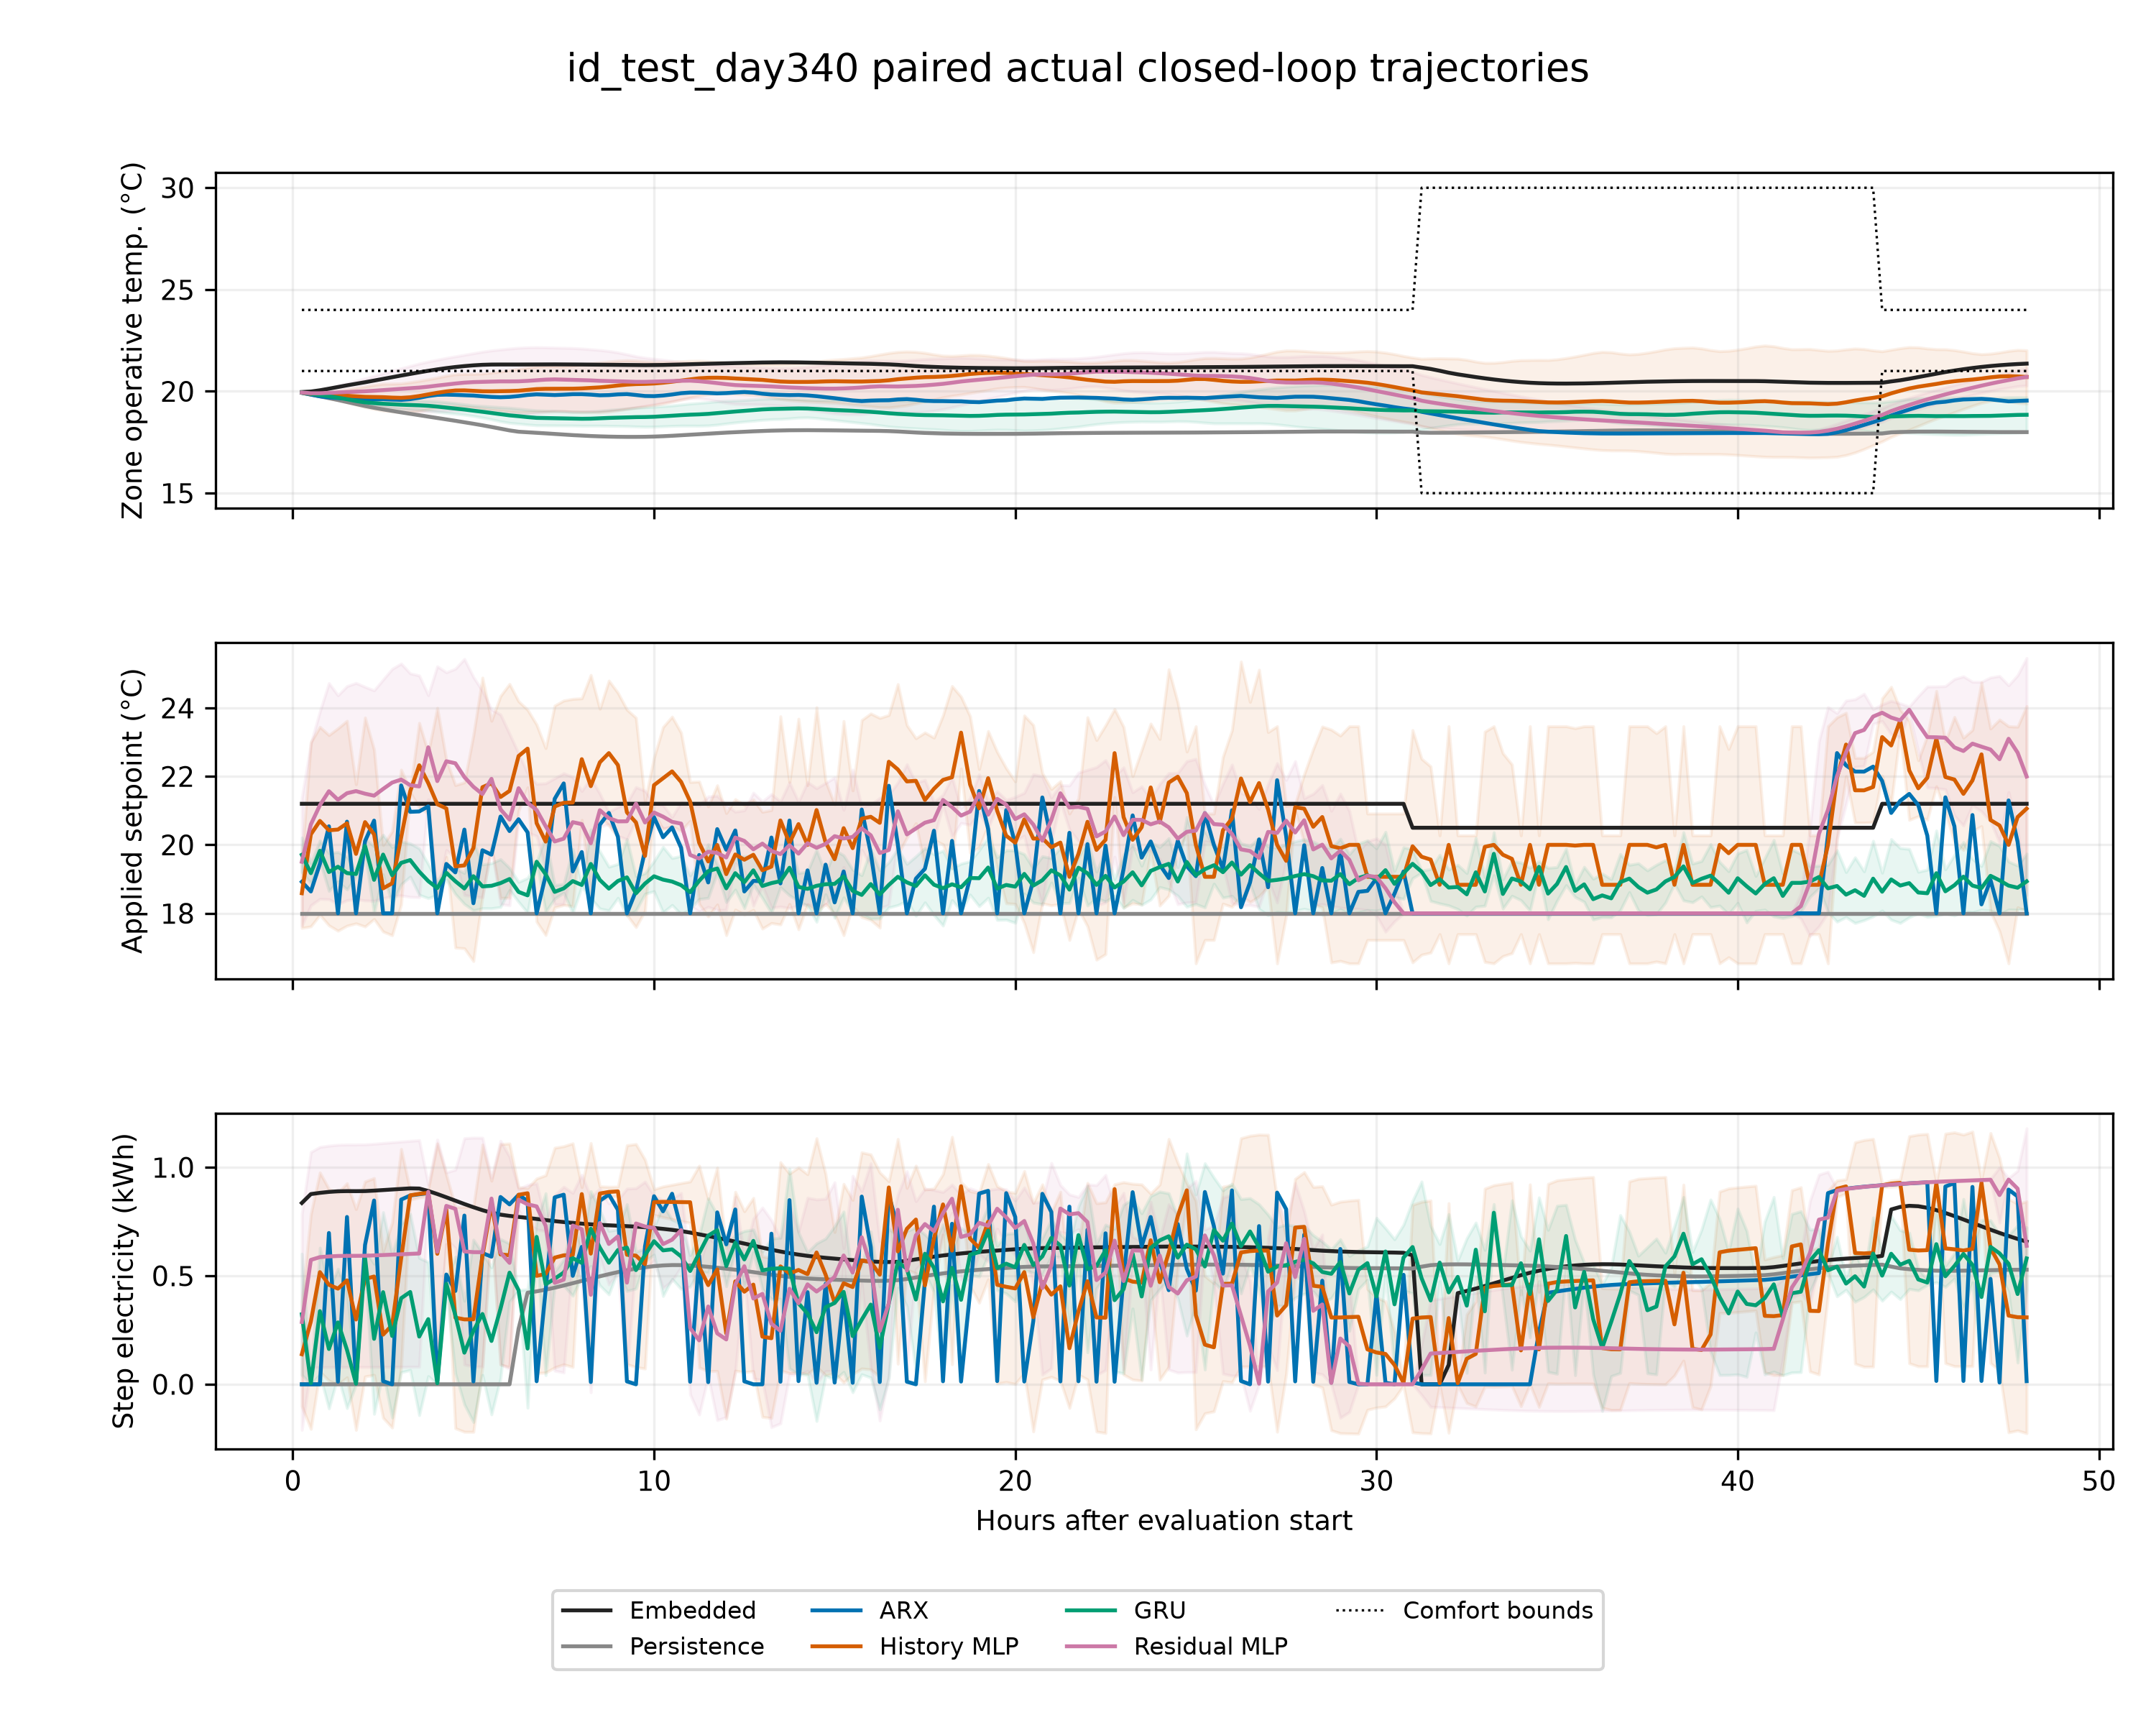 id_test_day340 paired actual closed-loop trajectories
Zone operative temp. (°C)
30
25
20
15
Applied setpoint (°C)
24
22
20
18
Step electricity (kWh)
1.0
0.5
0.0
0 10 20 30 40 50
Hours after evaluation start
Embedded ARX GRU Comfort bounds
Persistence History MLP Residual MLP